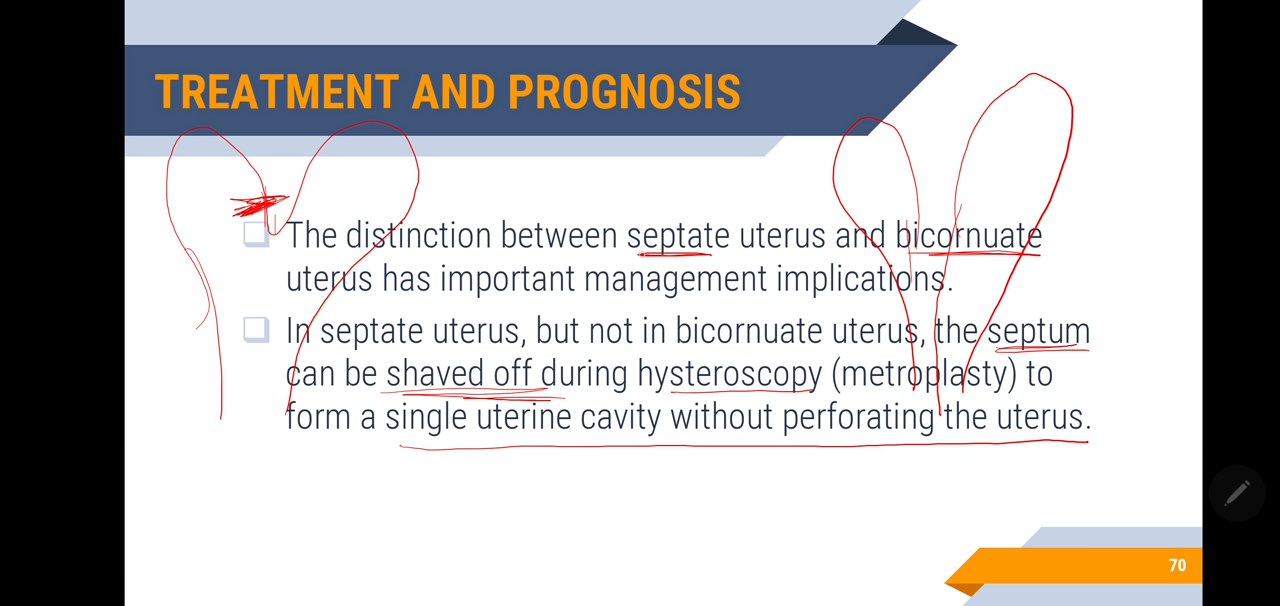 TREATMENT AND PROGNOSIS
The distinction between septate uterus and bicornuate
uterus has important management implications.
In septate uterus, but not in bicornuate uterus, the septum
can be shaved off during hysteroscopy (metroplasty) to
form a single uterine cavity without perforating the uterus.
70